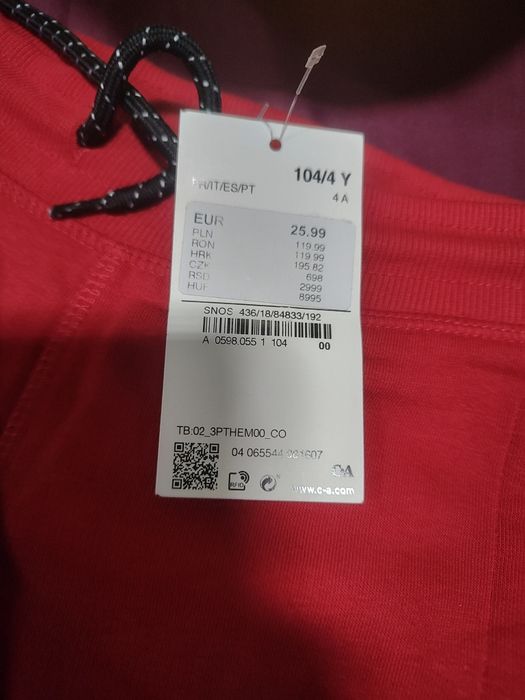 104/4 Y
FR/IT/ES/PT 4 A
EUR 25.99
PLN 119.99
RON 119.99
HRK 195.82
CZK 698
RSD 2999
HUF 8995
SNOS 436/18/84833/192
A 0598.055 1 104 00
TB:02_3PTHEM00_CO
04 065544
RFID
C&A
www.c-a.com